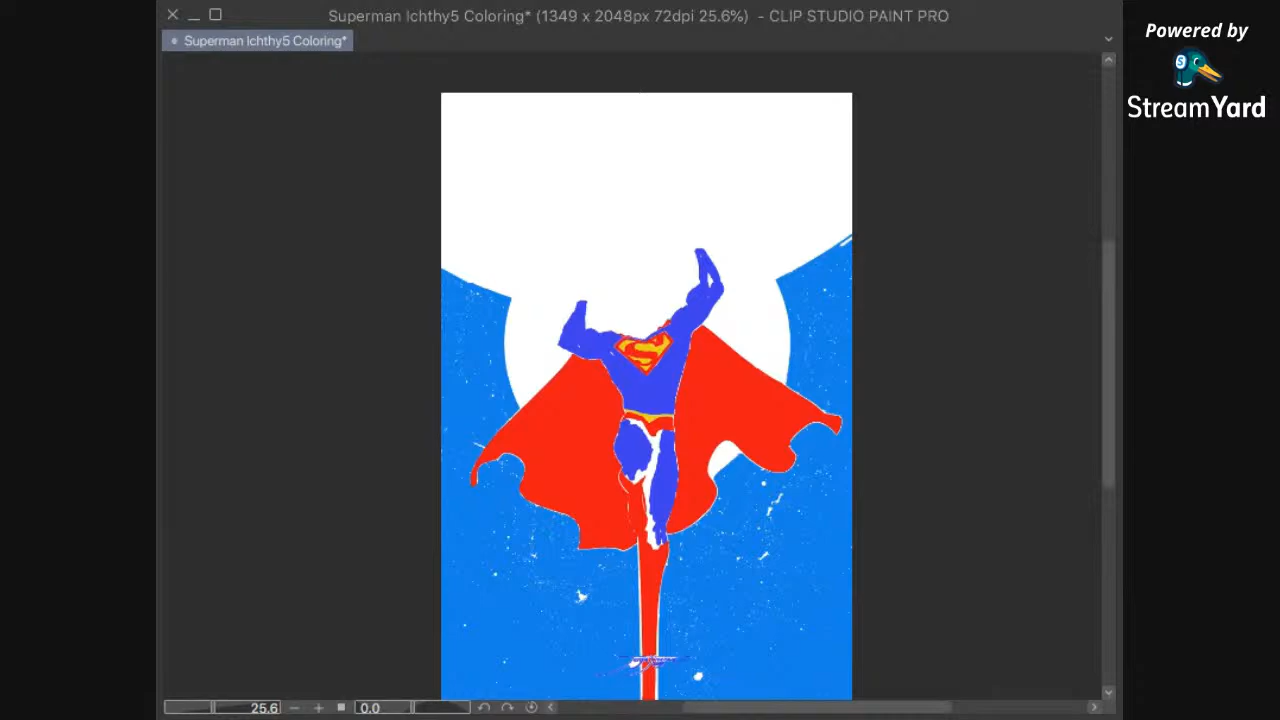 Superman Ichthy5 Coloring* (1349 x 2048px 72dpi 25.6%) - CLIP STUDIO PAINT PRO
Superman Ichthy5 Coloring*
Powered by
StreamYard
S
25.6
0.0